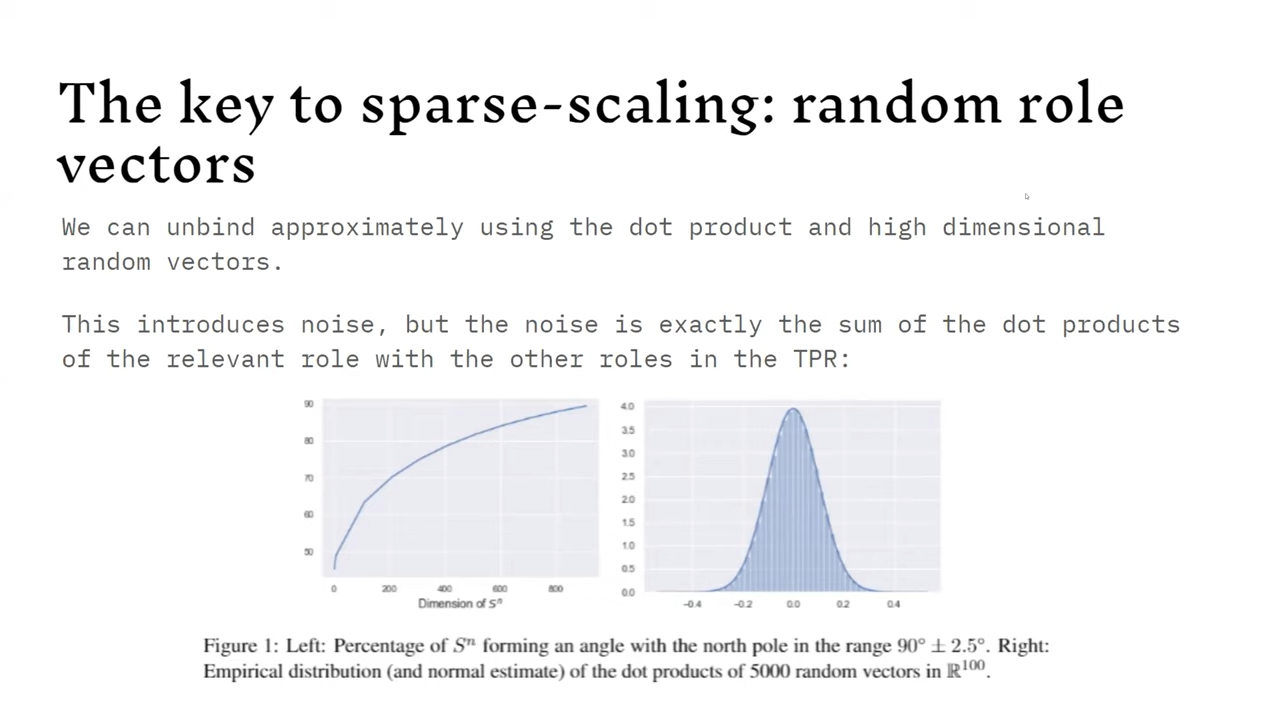 The key to sparse-scaling: random role
vectors
We can unbind approximately using the dot product and high dimensional
random vectors.
This introduces noise, but the noise is exactly the sum of the dot products
of the relevant role with the other roles in the TPR:
90
80
70
60
50
0 200 400 600 800
Dimension of Sⁿ
4.0
3.5
3.0
2.5
2.0
1.5
1.0
0.5
0.0
−0.4 −0.2 0.0 0.2 0.4
Figure 1: Left: Percentage of Sⁿ forming an angle with the north pole in the range 90° ± 2.5°. Right:
Empirical distribution (and normal estimate) of the dot products of 5000 random vectors in ℝ¹⁰⁰.